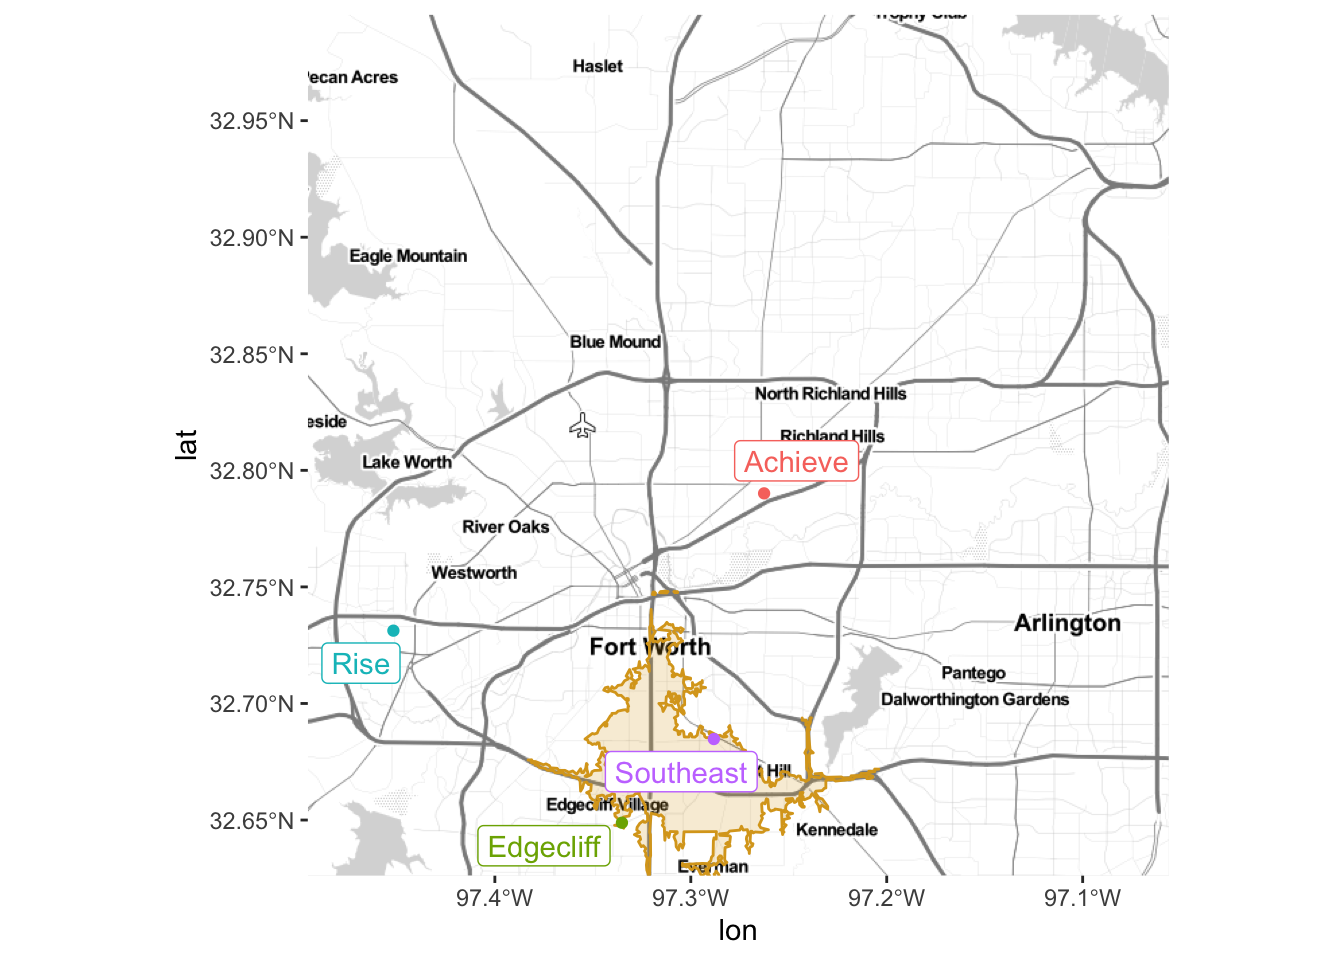 Trophy Club
Haslet
ecan Acres
32.95°N
32.90°N
Eagle Mountain
Blue Mound
32.85°N
North Richland Hills
eside
Richland Hills
Lake Worth
Achieve
32.80°N
lat
River Oaks
Westworth
32.75°N
Arlington
Fort Worth
Rise
Pantego
32.70°N
Dalworthington Gardens
Southeast
Hill
Edgecliff Village
32.65°N
Kennedale
Edgecliff
Everman
97.4°W
97.3°W
97.2°W
97.1°W
lon